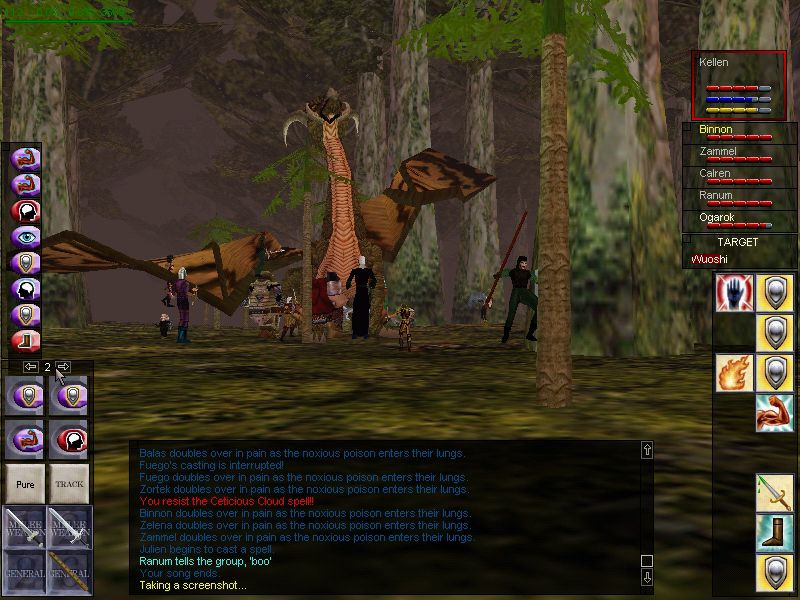 Kellen
Binnon
Zammel
Calren
Ranum
Ogarok
TARGET
Wuoshi
2
Pure
TRACK
MELEE WEAPON
MELEE WEAPON
GENERAL
GENERAL
Balas doubles over in pain as the noxious poison enters their lungs.
Fuego's casting is interrupted!
Fuego doubles over in pain as the noxious poison enters their lungs.
Zortek doubles over in pain as the noxious poison enters their lungs.
You resist the Ceticious Cloud spell!!
Binnon doubles over in pain as the noxious poison enters their lungs.
Zelena doubles over in pain as the noxious poison enters their lungs.
Zammel doubles over in pain as the noxious poison enters their lungs.
Julien begins to cast a spell.
Ranum tells the group, 'boo'
Your song ends.
Taking a screenshot...